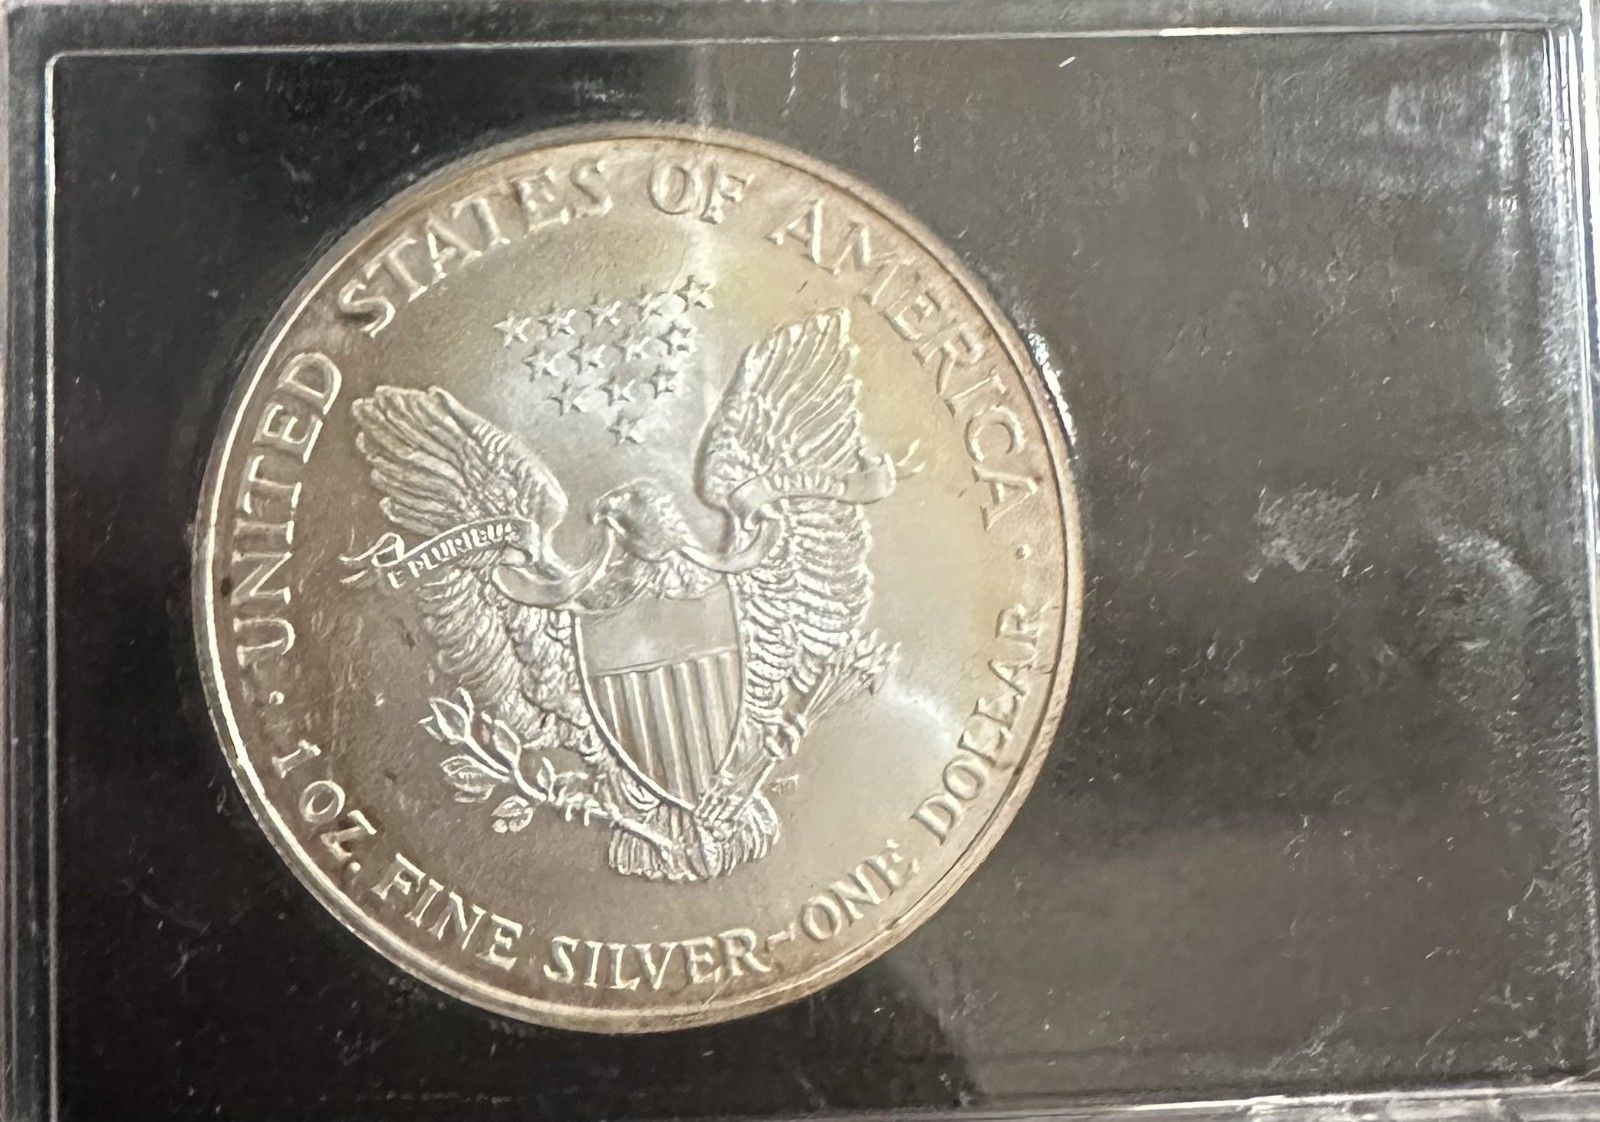 · UNITED STATES OF AMERICA ·
E PLURIBUS UNUM
1 OZ. FINE SILVER~ONE DOLLAR